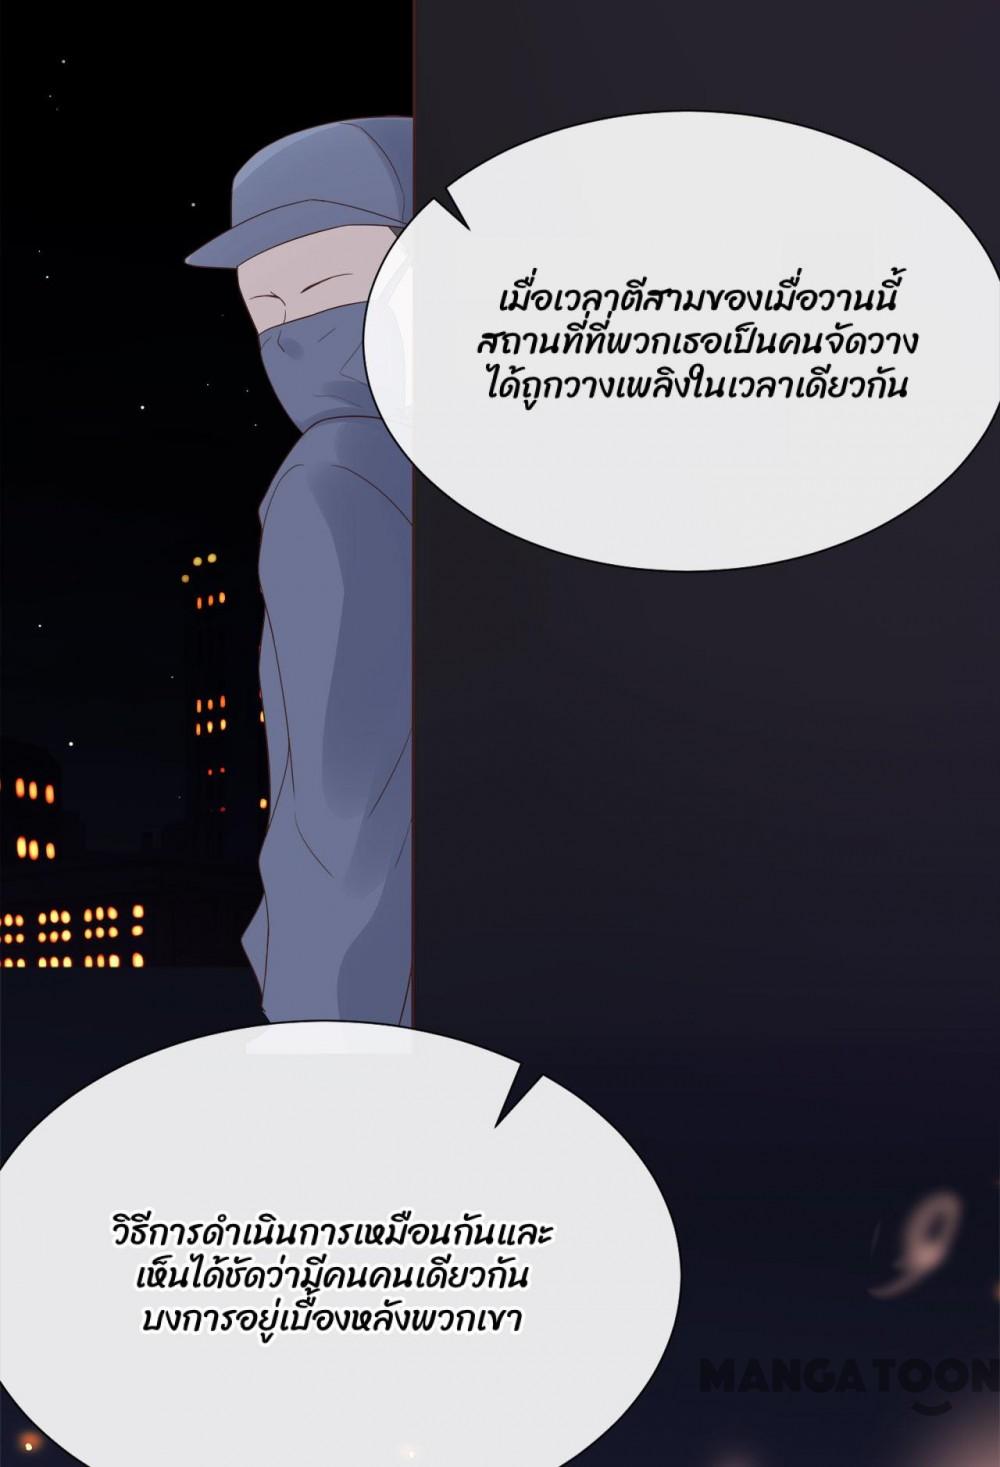 เมื่อเวลาตีสามของเมื่อวานนี้
สถานที่ที่พวกเธอเป็นคนจัดวาง
ได้ถูกวางเพลิงในเวลาเดียวกัน
วิธีการดำเนินการเหมือนกันและ
เห็นได้ชัดว่ามีคนคนเดียวกัน
บงการอยู่เบื้องหลังพวกเขา
MANGATOON